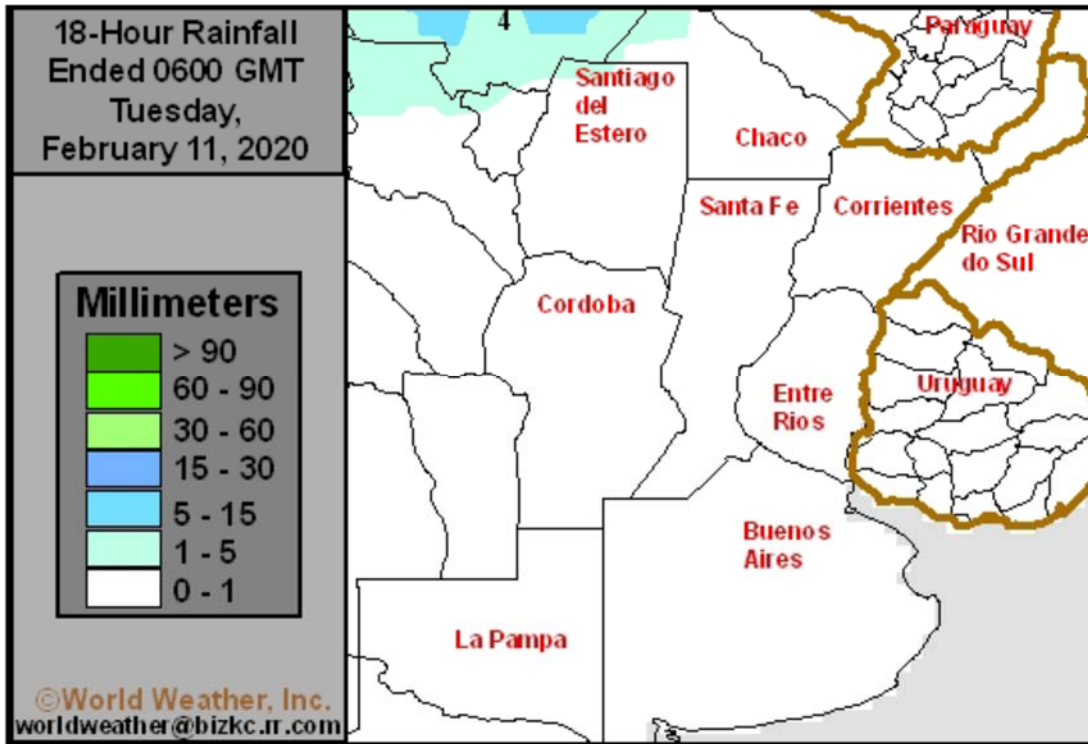 18-Hour Rainfall
Ended 0600 GMT
Tuesday,
February 11, 2020
Millimeters
> 90
60 - 90
30 - 60
15 - 30
5 - 15
1 - 5
0 - 1
©World Weather, Inc.
worldweather@bizkc.rr.com
4
Paraguay
Santiago
del
Estero
Chaco
Santa Fe
Corrientes
Rio Grande
do Sul
Cordoba
Uruguay
Entre
Rios
Buenos
Aires
La Pampa